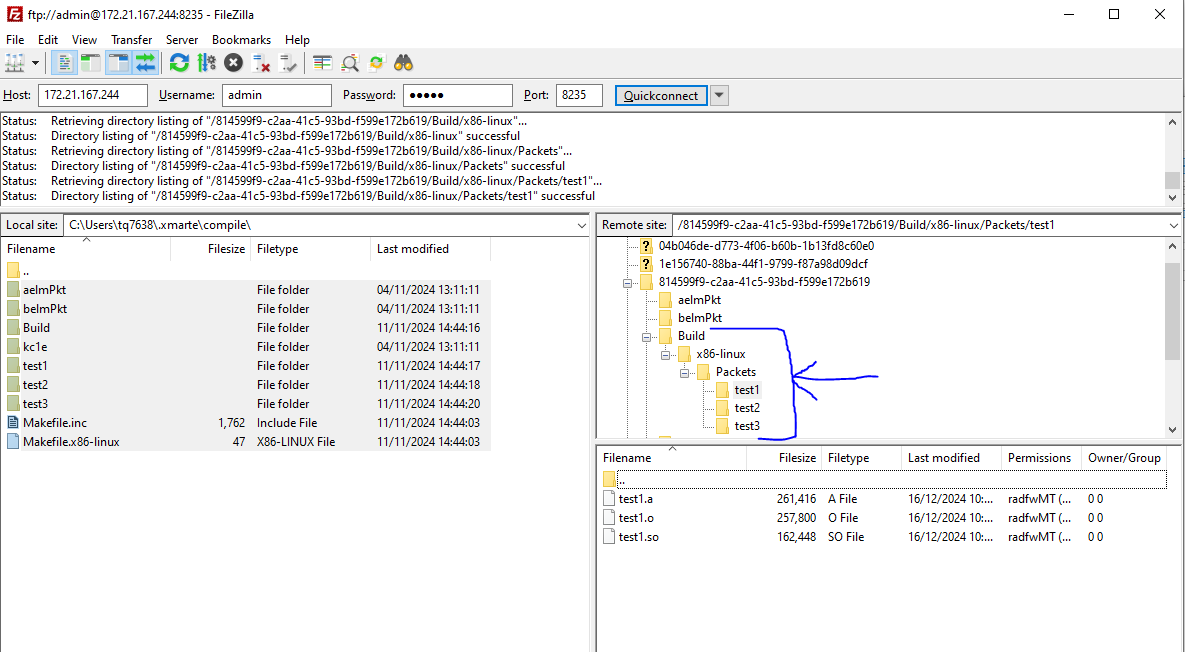 ftp://admin@172.21.167.244:8235 - FileZilla
File Edit View Transfer Server Bookmarks Help
Host: 172.21.167.244 Username: admin Password: ●●●●● Port: 8235 Quickconnect
Status: Retrieving directory listing of "/814599f9-c2aa-41c5-93bd-f599e172b619/Build/x86-linux"...
Status: Directory listing of "/814599f9-c2aa-41c5-93bd-f599e172b619/Build/x86-linux" successful
Status: Retrieving directory listing of "/814599f9-c2aa-41c5-93bd-f599e172b619/Build/x86-linux/Packets"...
Status: Directory listing of "/814599f9-c2aa-41c5-93bd-f599e172b619/Build/x86-linux/Packets" successful
Status: Retrieving directory listing of "/814599f9-c2aa-41c5-93bd-f599e172b619/Build/x86-linux/Packets/test1"...
Status: Directory listing of "/814599f9-c2aa-41c5-93bd-f599e172b619/Build/x86-linux/Packets/test1" successful
Local site: C:\Users\tq7638\.xmarte\compile\
Filename Filesize Filetype Last modified
..
aelmPkt File folder 04/11/2024 13:11:11
belmPkt File folder 04/11/2024 13:11:11
Build File folder 11/11/2024 14:44:16
kc1e File folder 04/11/2024 13:11:11
test1 File folder 11/11/2024 14:44:17
test2 File folder 11/11/2024 14:44:18
test3 File folder 11/11/2024 14:44:20
Makefile.inc 1,762 Include File 11/11/2024 14:44:03
Makefile.x86-linux 47 X86-LINUX File 11/11/2024 14:44:03
Remote site: /814599f9-c2aa-41c5-93bd-f599e172b619/Build/x86-linux/Packets/test1
? 04b046de-d773-4f06-b60b-1b13fd8c60e0
? 1e156740-88ba-44f1-9799-f87a98d09dcf
814599f9-c2aa-41c5-93bd-f599e172b619
aelmPkt
belmPkt
Build
x86-linux
Packets
test1
test2
test3
Filename Filesize Filetype Last modified Permissions Owner/Group
..
test1.a 261,416 A File 16/12/2024 10:... radfwMT (... 0 0
test1.o 257,800 O File 16/12/2024 10:... radfwMT (... 0 0
test1.so 162,448 SO File 16/12/2024 10:... radfwMT (... 0 0